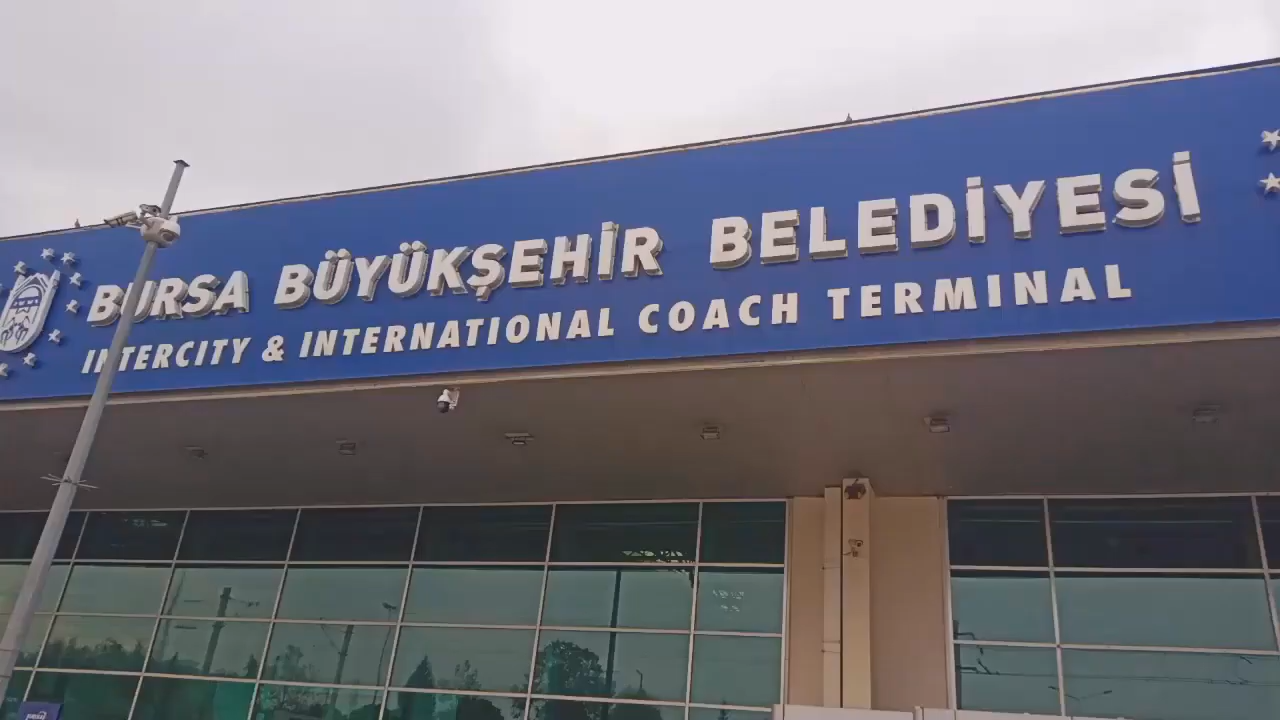 BURSA BÜYÜKŞEHİR BELEDİYESİ
INTERCITY & INTERNATIONAL COACH TERMINAL